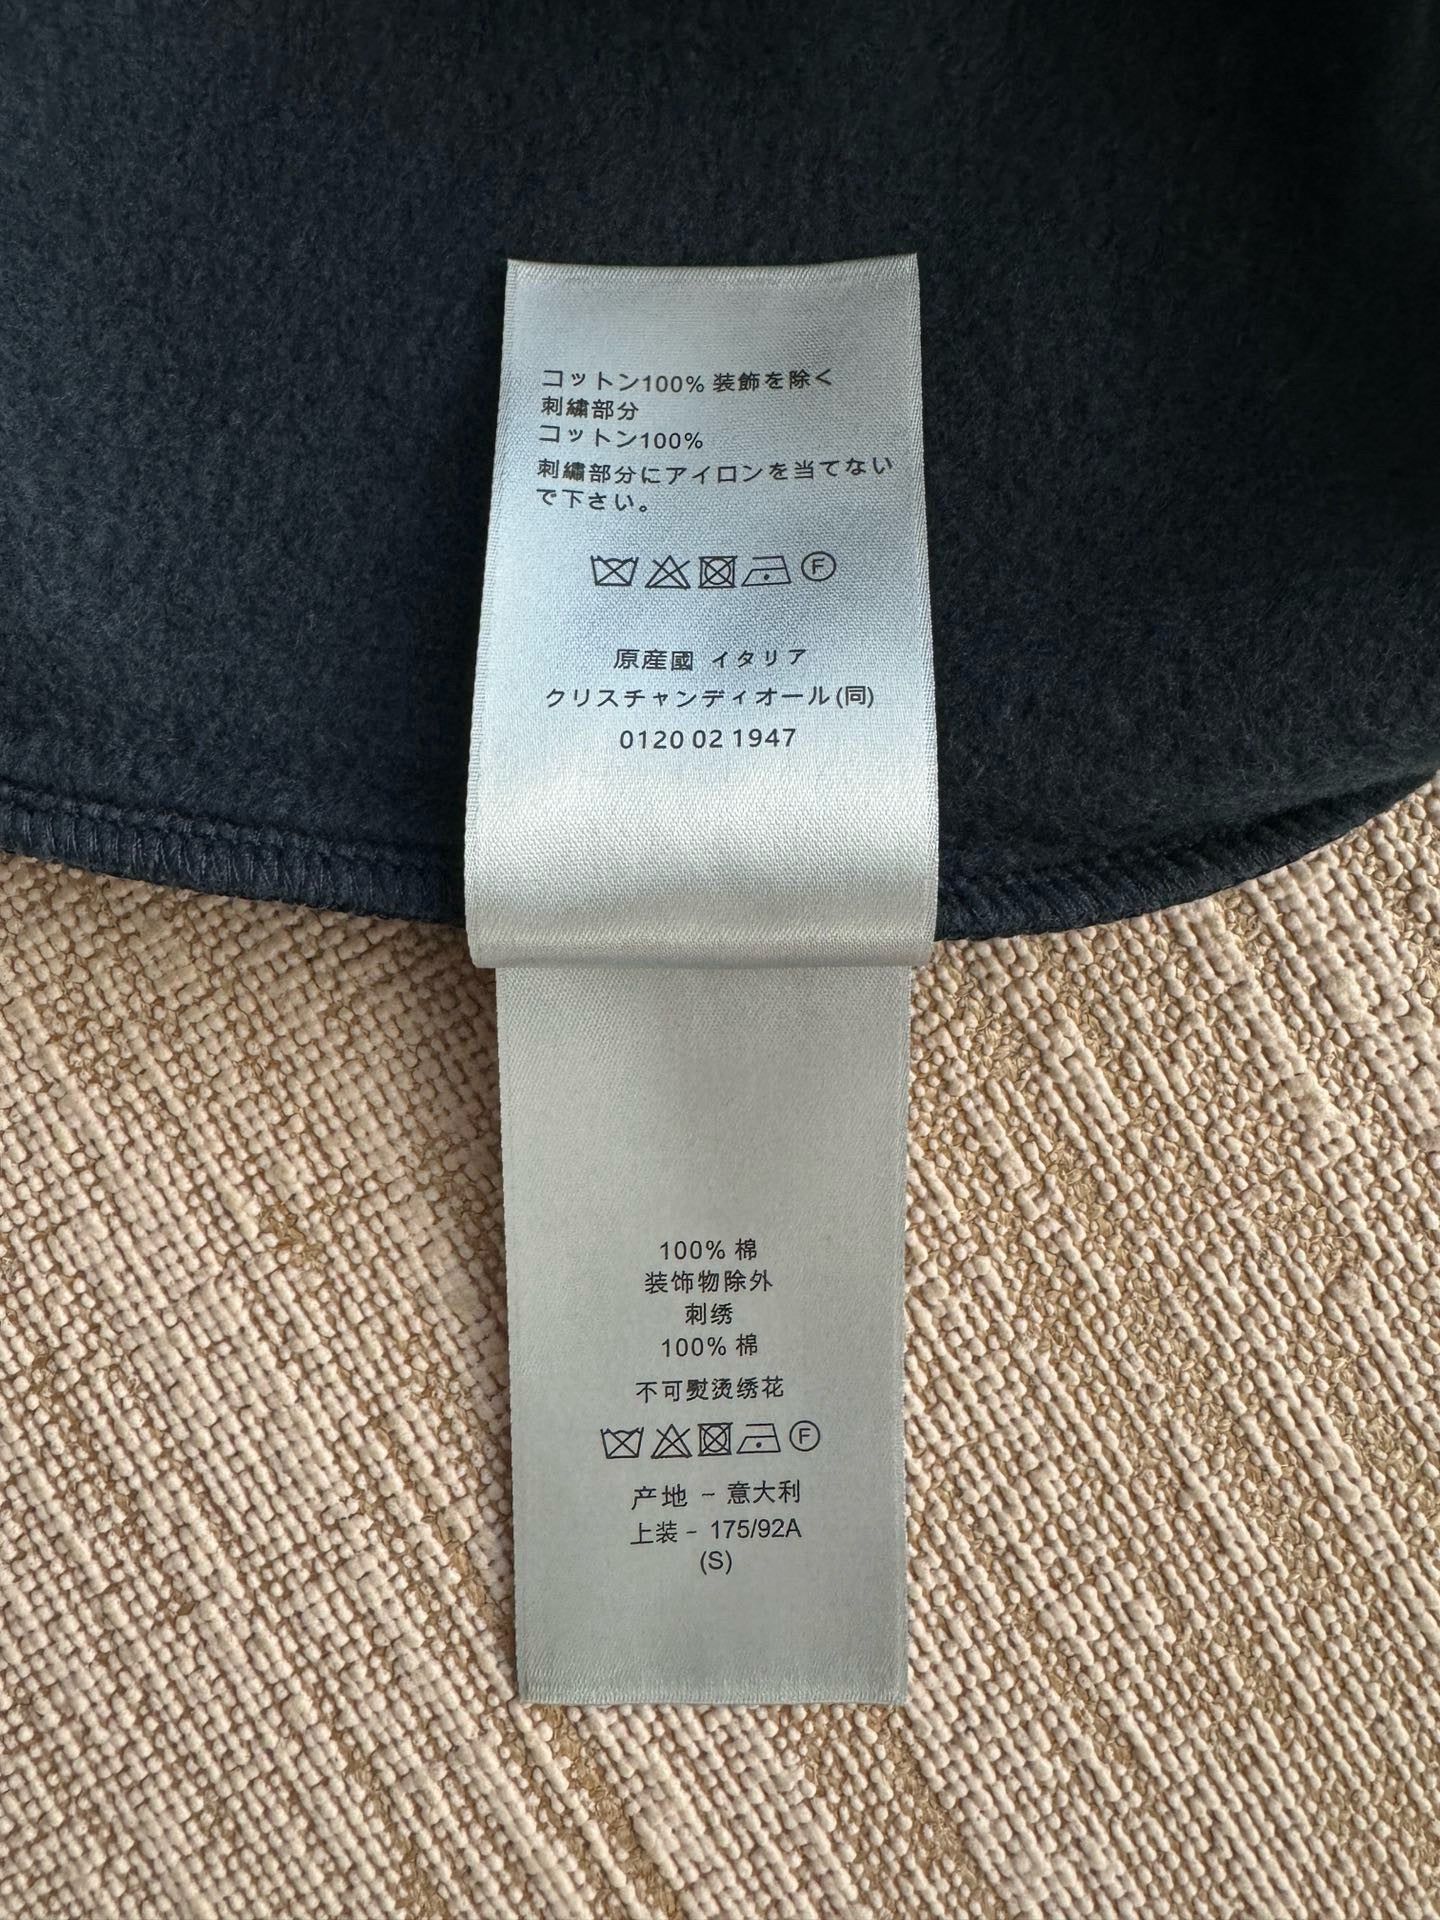 コットン100% 装飾を除く
刺繍部分
コットン100%
刺繍部分にアイロンを当てない
で下さい。
F
原産國 イタリア
クリスチャンディオール(同)
0120 02 1947
100% 棉
装饰物除外
刺绣
100% 棉
不可熨烫绣花
F
产地 - 意大利
上装 - 175/92A
(S)